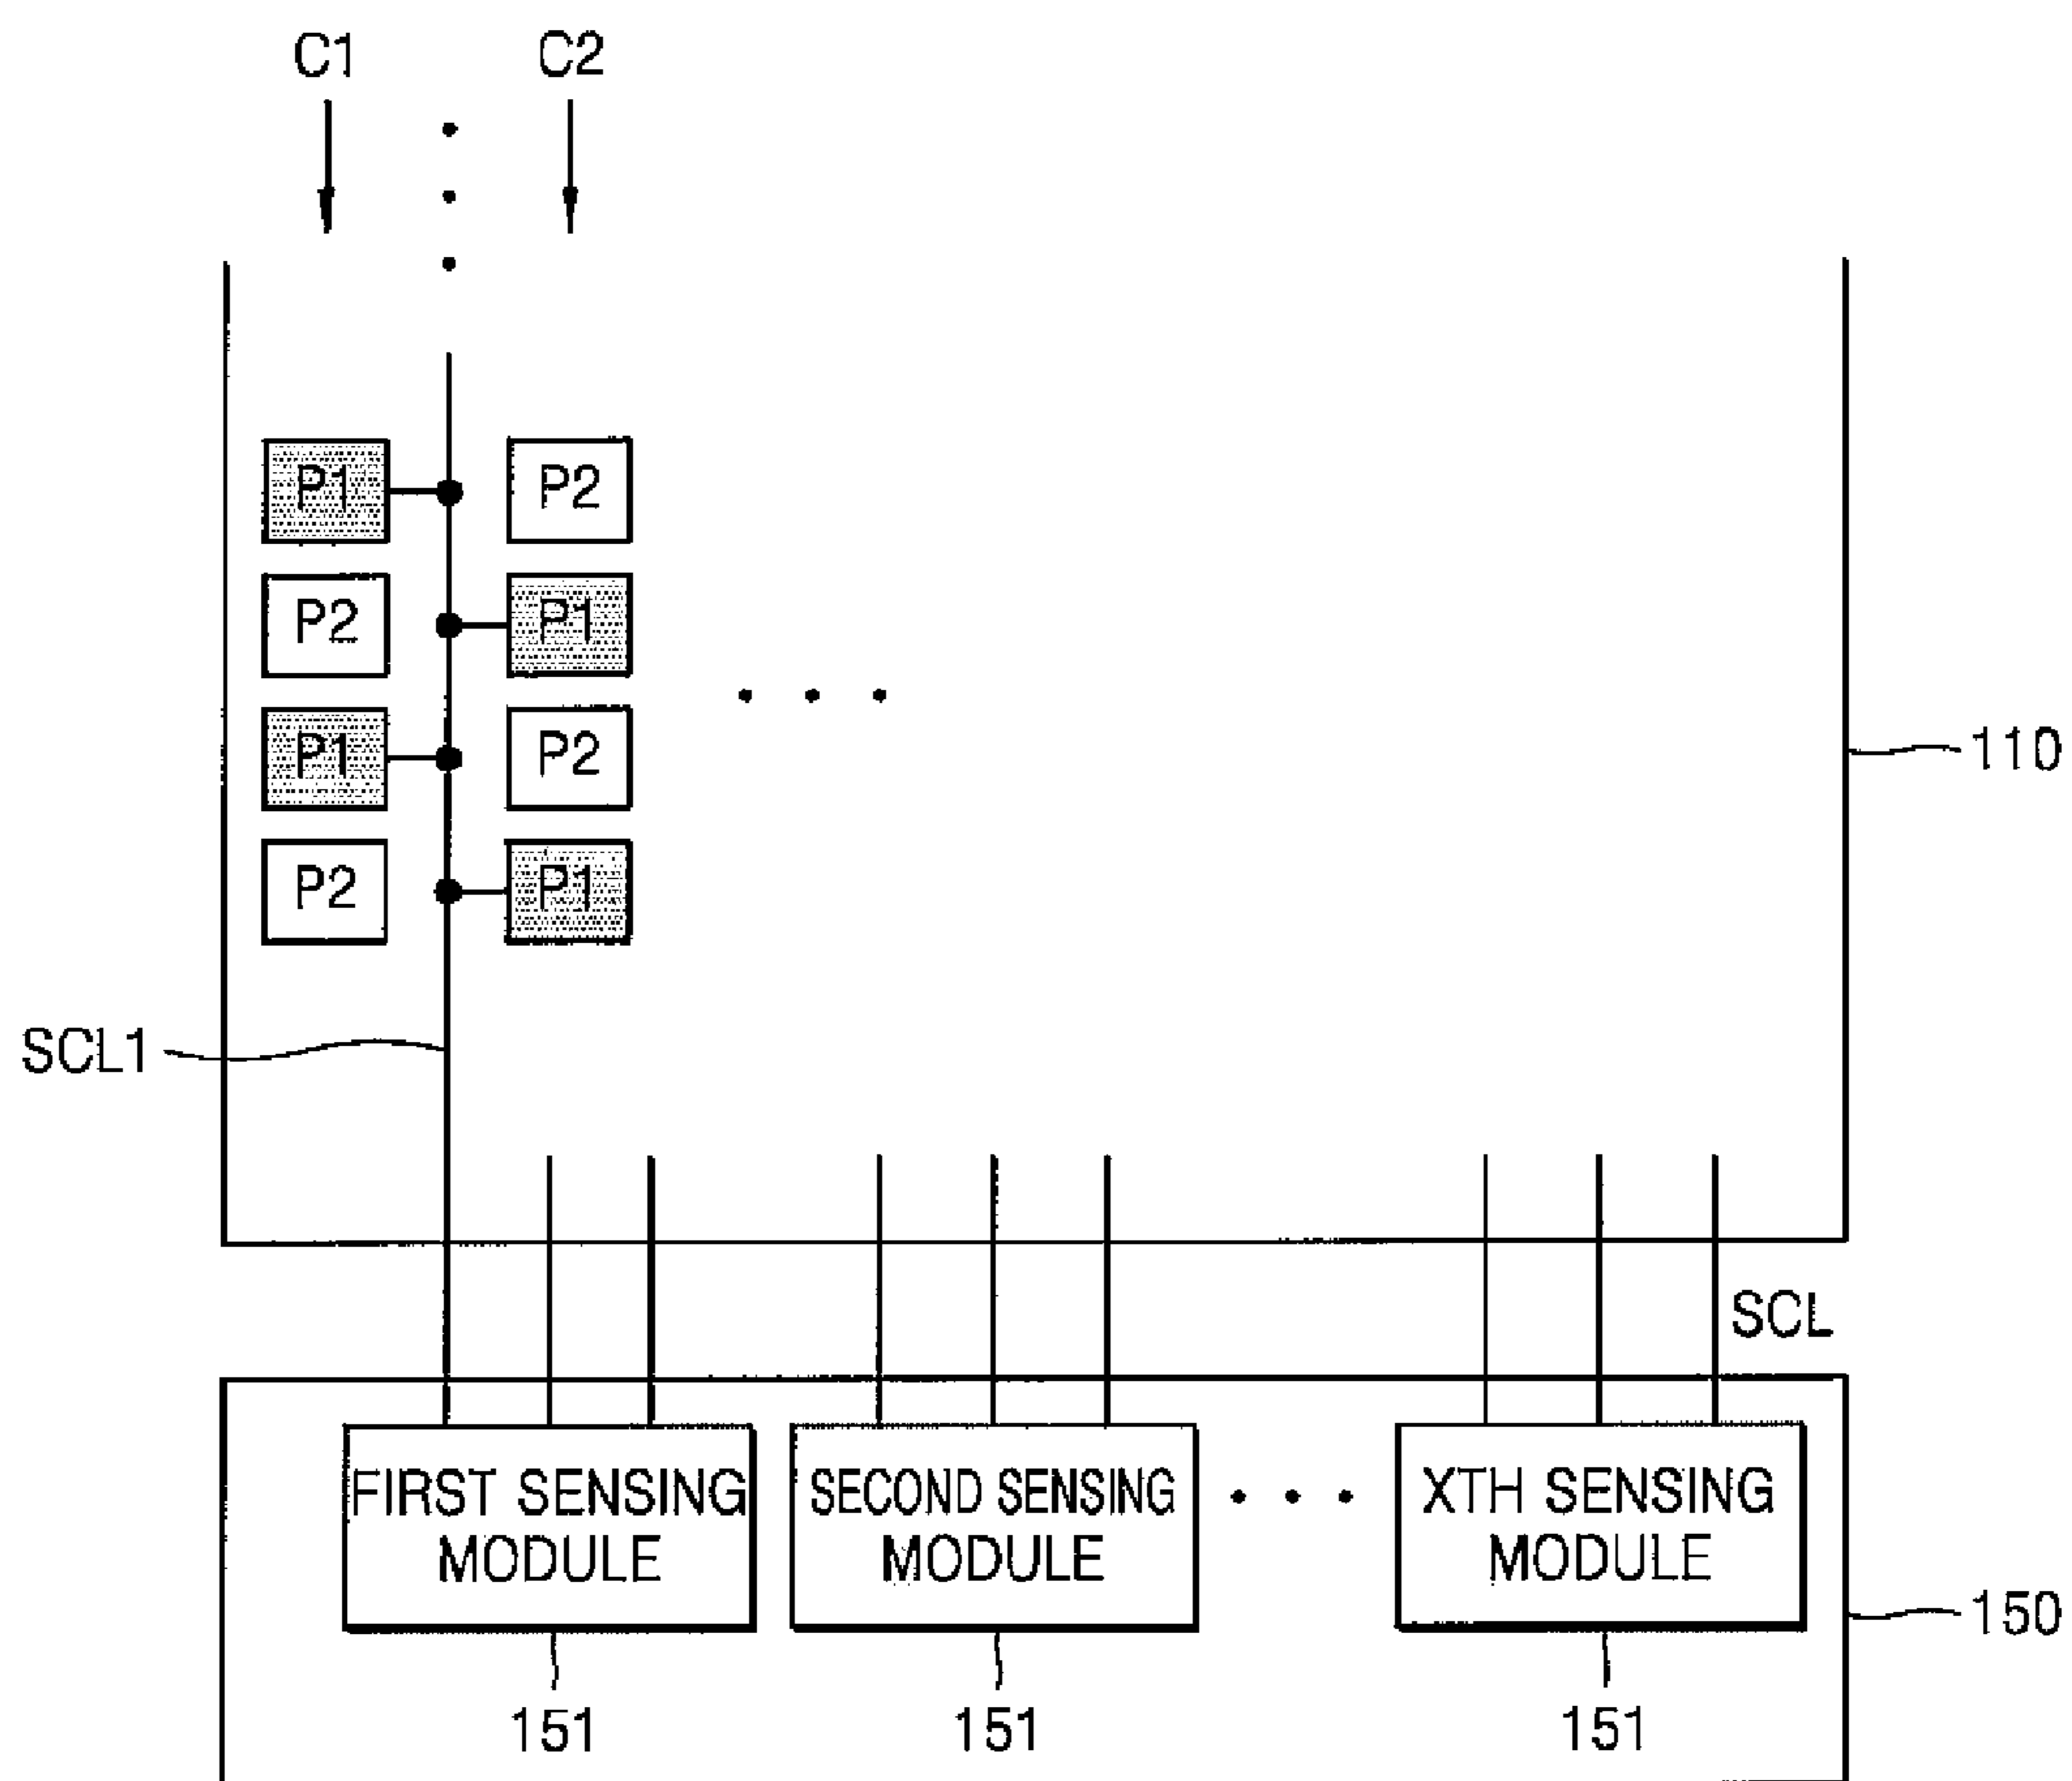 C1 C2
P1 P2
P2 P1
P1 P2
110
P2 P1
SCL1
SCL
FIRST SENSING
MODULE
SECOND SENSING
MODULE
XTH SENSING
MODULE
150
151 151 151